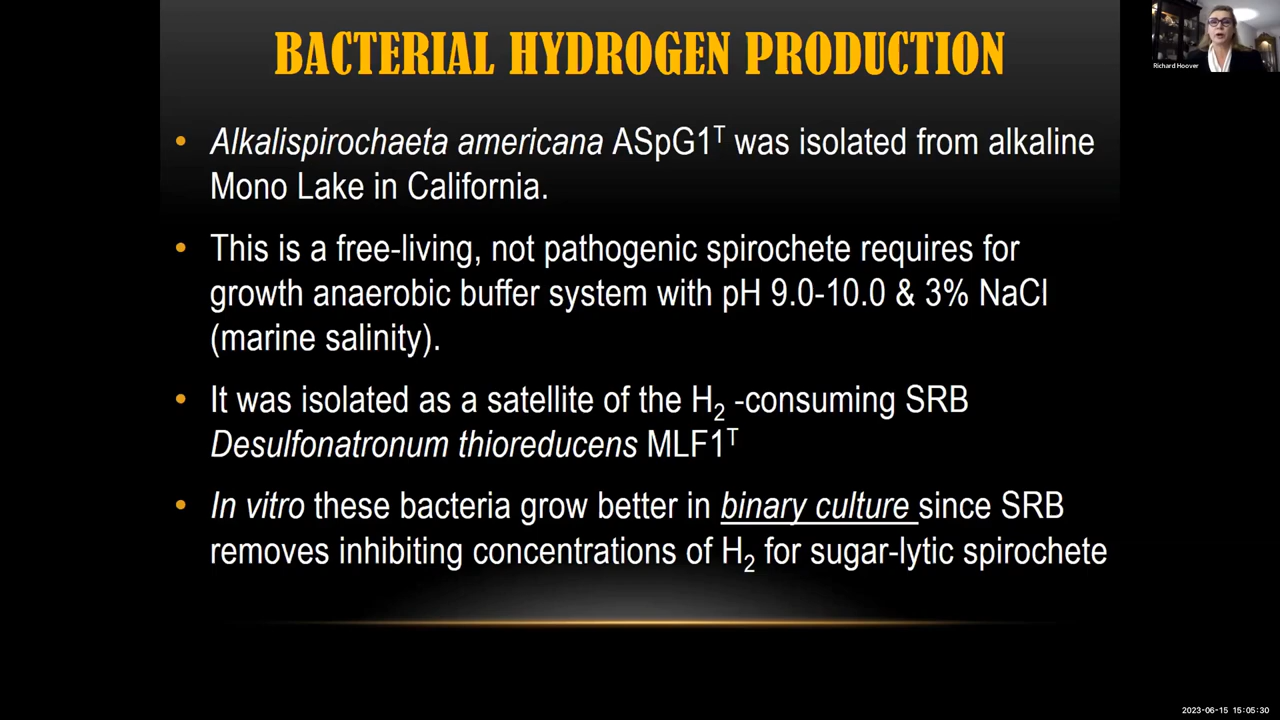 BACTERIAL HYDROGEN PRODUCTION
Richard Hoover
• Alkalispirochaeta americana ASpG1ᵀ was isolated from alkaline
Mono Lake in California.
• This is a free-living, not pathogenic spirochete requires for
growth anaerobic buffer system with pH 9.0-10.0 & 3% NaCl
(marine salinity).
• It was isolated as a satellite of the H₂ -consuming SRB
Desulfonatronum thioreducens MLF1ᵀ
• In vitro these bacteria grow better in binary culture since SRB
removes inhibiting concentrations of H₂ for sugar-lytic spirochete
2023-06-15 15:05:30